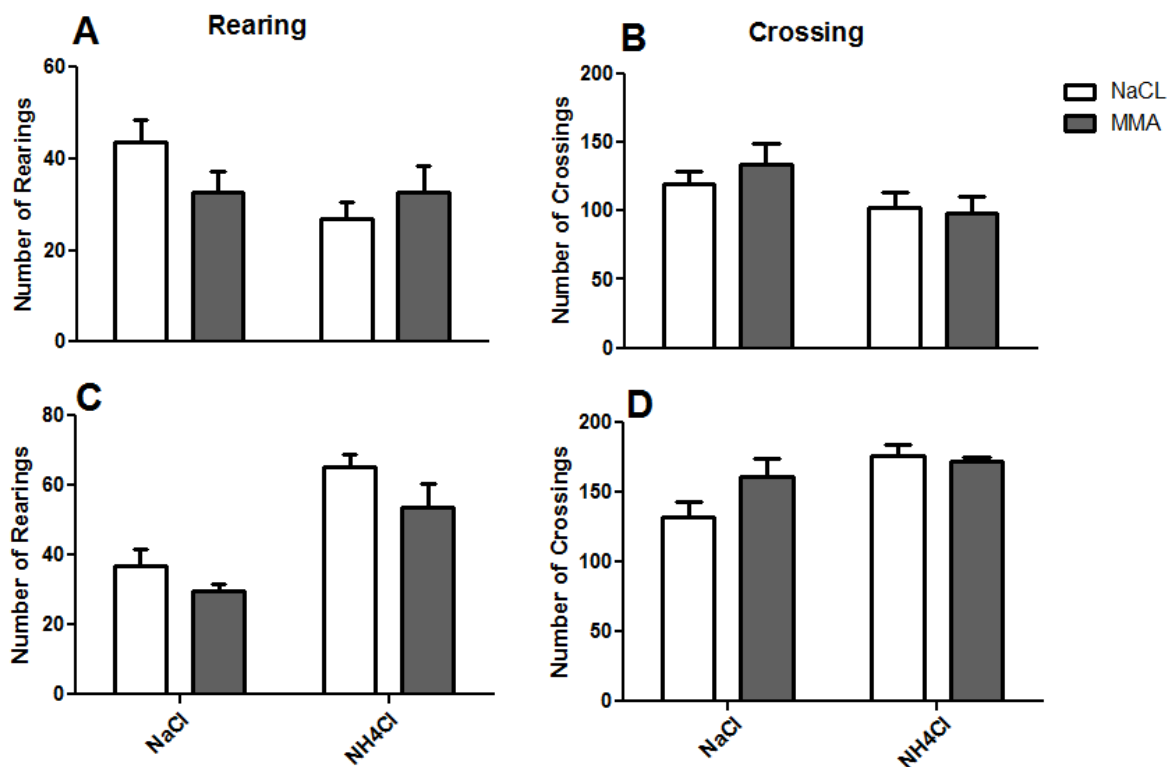 A
Rearing
Number of Rearings
60
40
20
0
B
Crossing
Number of Crossings
200
150
100
50
0
NaCL
MMA
C
Number of Rearings
80
60
40
20
0
NaCl
NH4Cl
D
Number of Crossings
200
150
100
50
0
NaCl
NH4Cl